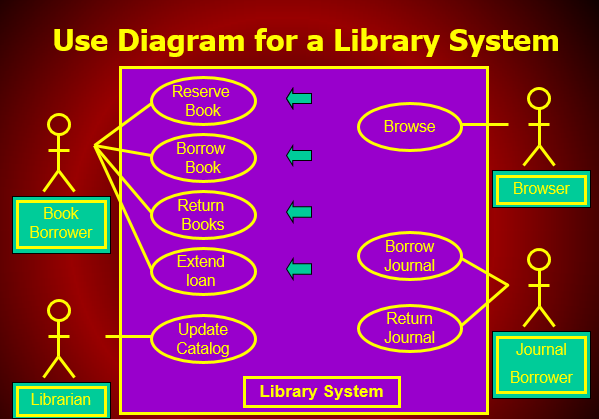 Use Diagram for a Library System
Reserve
Book
Borrow
Book
Return
Books
Extend
loan
Update
Catalog
Browse
Borrow
Journal
Return
Journal
Book
Borrower
Librarian
Browser
Journal
Borrower
Library System